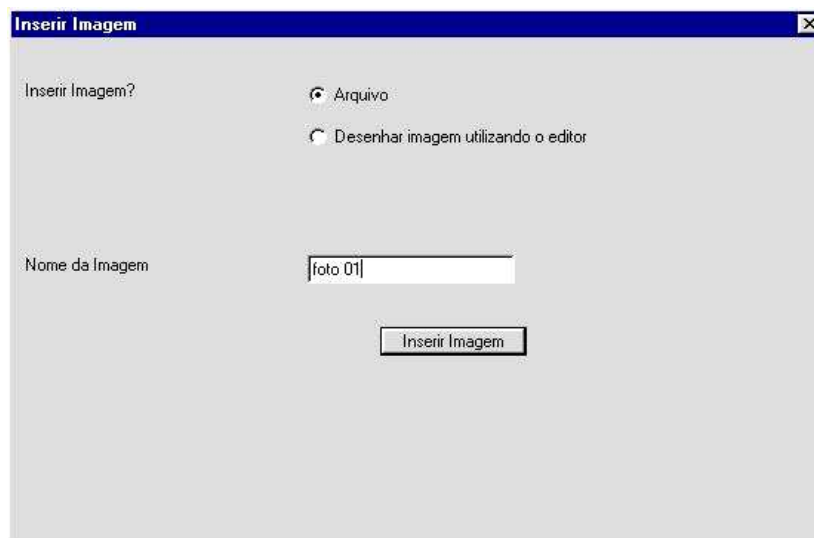 Inserir Imagem
Inserir Imagem?
Arquivo
Desenhar imagem utilizando o editor
Nome da Imagem
foto 01
Inserir Imagem